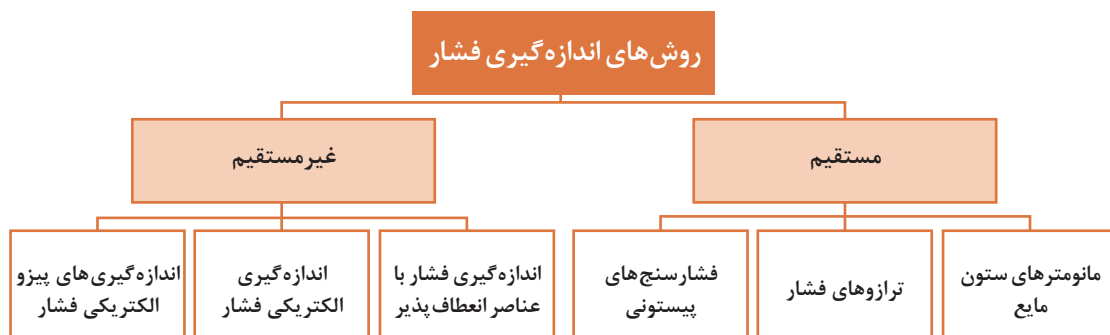 روش‌های اندازه‌گیری فشار
مستقیم
غیرمستقیم
مانومترهای ستون
مایع
ترازوهای فشار
فشارسنج‌های
پیستونی
اندازه‌گیری فشار با
عناصر انعطاف‌پذیر
اندازه‌گیری
الکتریکی فشار
اندازه‌گیری‌های پیزو
الکتریکی فشار